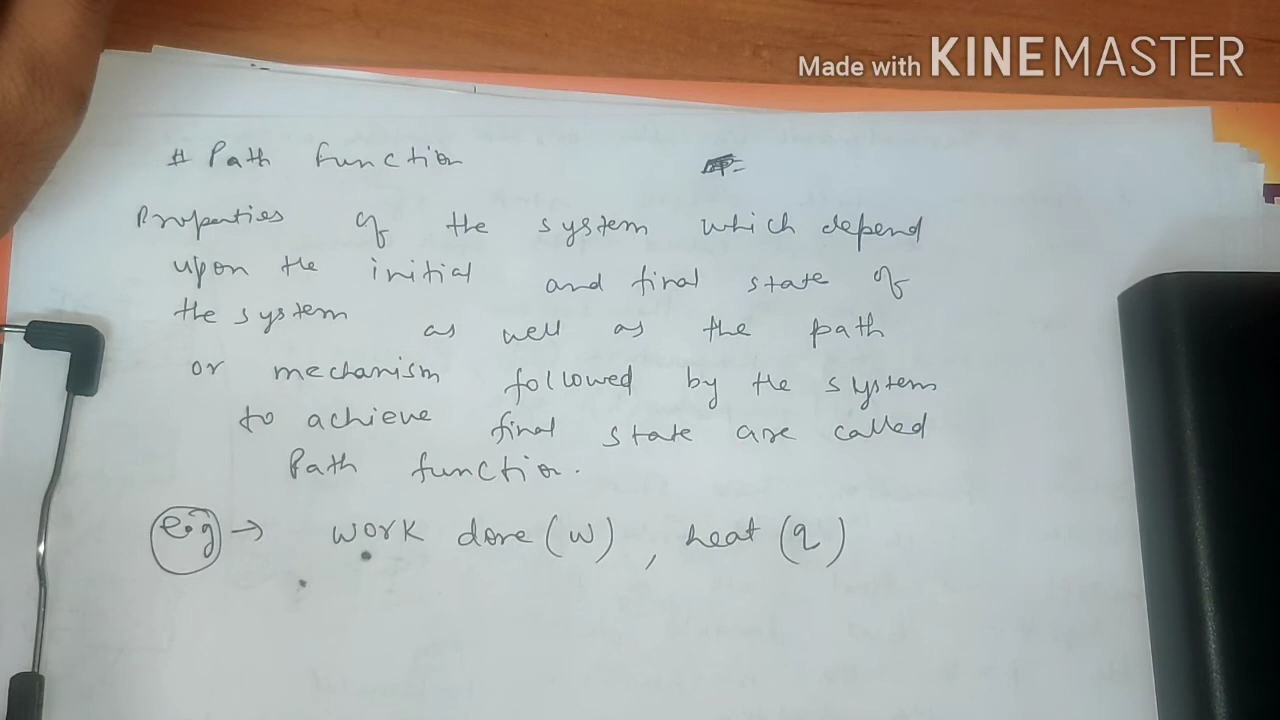 Made with KINEMASTER
# Path function
Properties of the system which depend
upon the initial and final state of
the system as well as the path
or mechanism followed by the system
to achieve final state are called
Path function.
e.g → work done (w), heat (q)